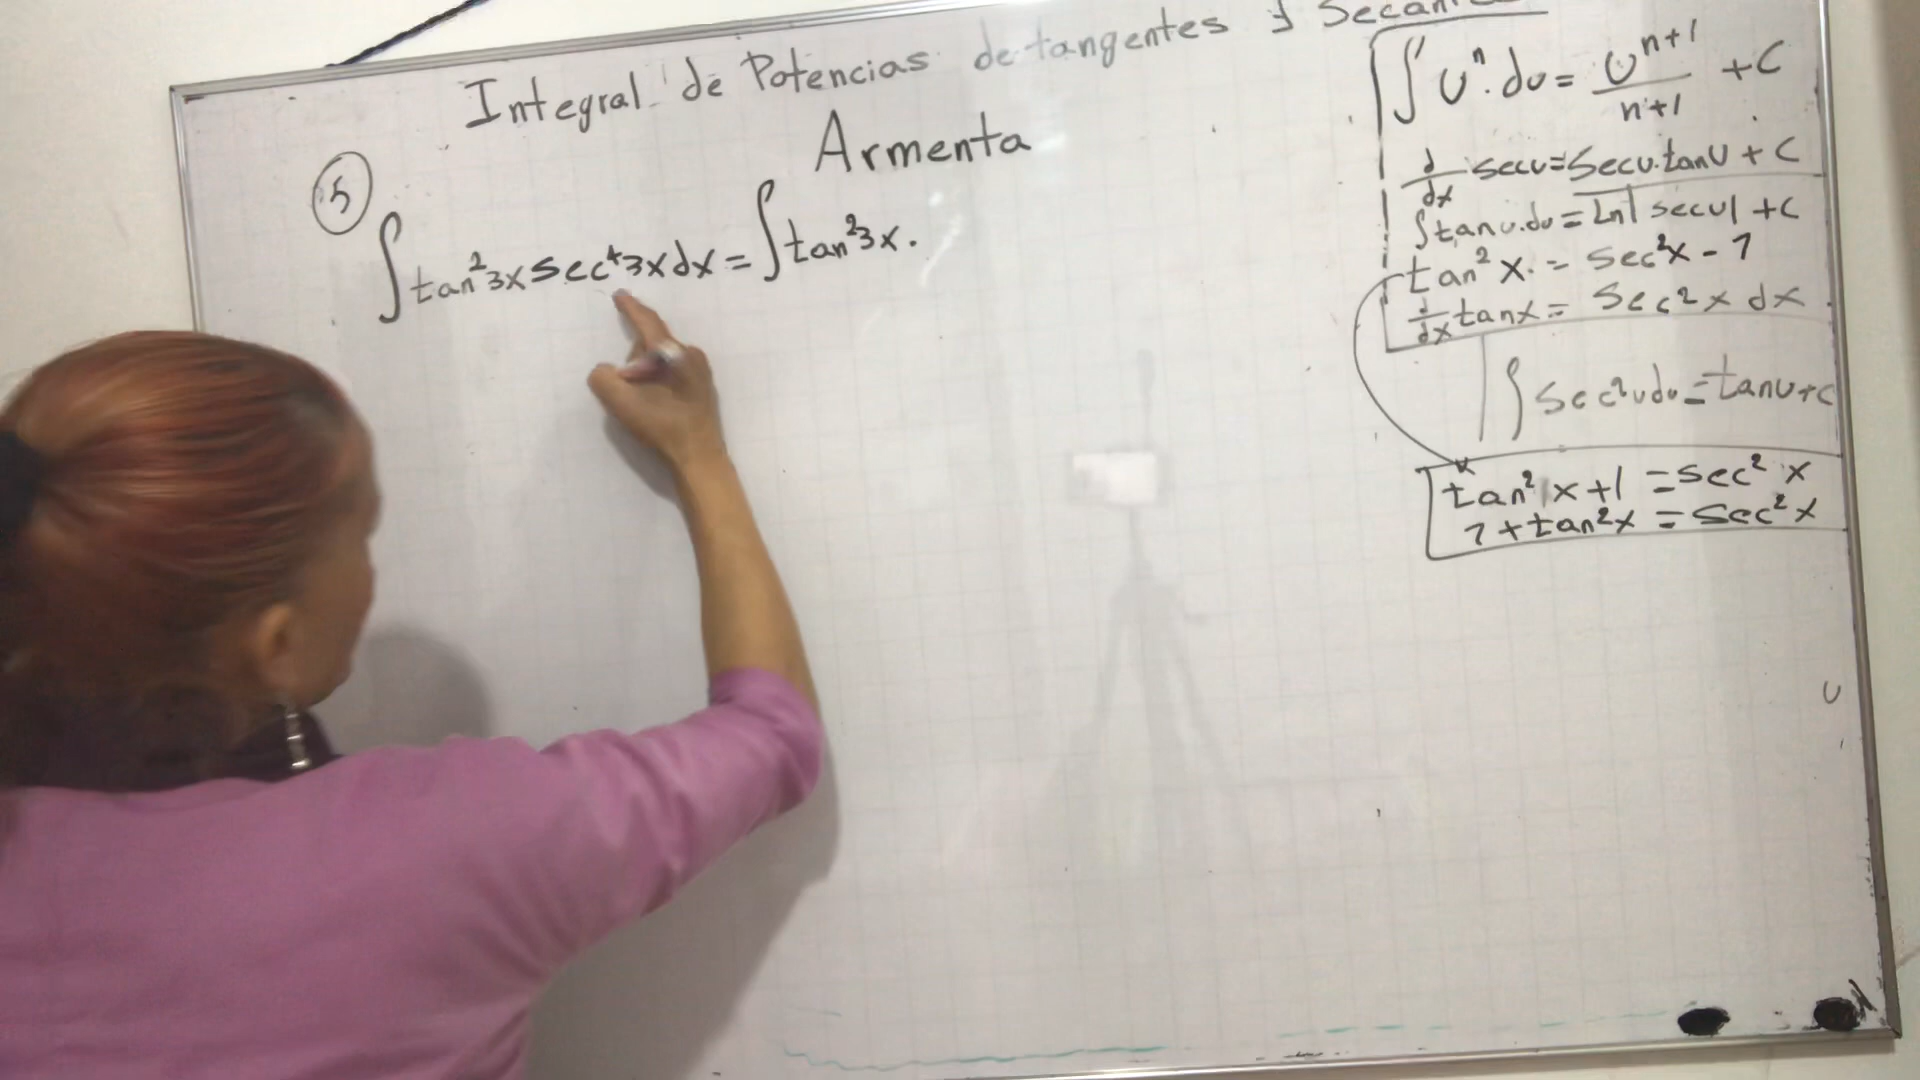 Integral de Potencias de tangentes y Secantes
Armenta
5
∫tan²3x sec⁴3xdx = ∫tan²3x.
∫Uⁿ.du = Uⁿ⁺¹/n+1 + C
d/dx secu = Secu.tanU + C
∫tanu.du = Ln|secu| + C
tan²x. = Sec²x - 1
d/dx tanx = Sec²x dx
∫Sec²udu = tanu+c
tan²x+1 = Sec²x
1+tan²x = Sec²x
U